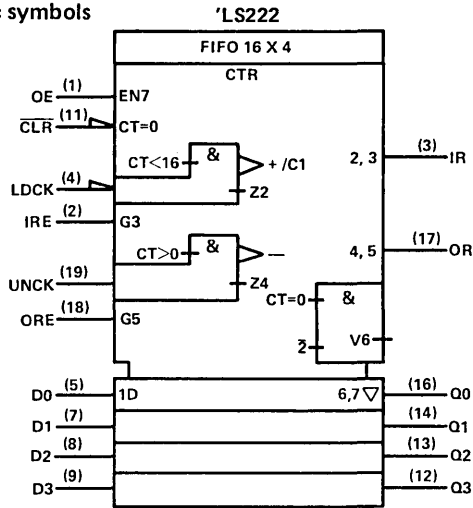 symbols
'LS222
FIFO 16 X 4
CTR
OE (1) EN7
C̅L̅R̅ (11) CT=0
CT<16 & + /C1
2, 3 (3) IR
LDCK (4) Z2
IRE (2) G3
CT>0 & —
4, 5 (17) OR
UNCK (19) Z4
CT=0 &
ORE (18) G5
2̅ V6
D0 (5) 1D 6,7 ▽ (16) Q0
D1 (7) (14) Q1
D2 (8) (13) Q2
D3 (9) (12) Q3